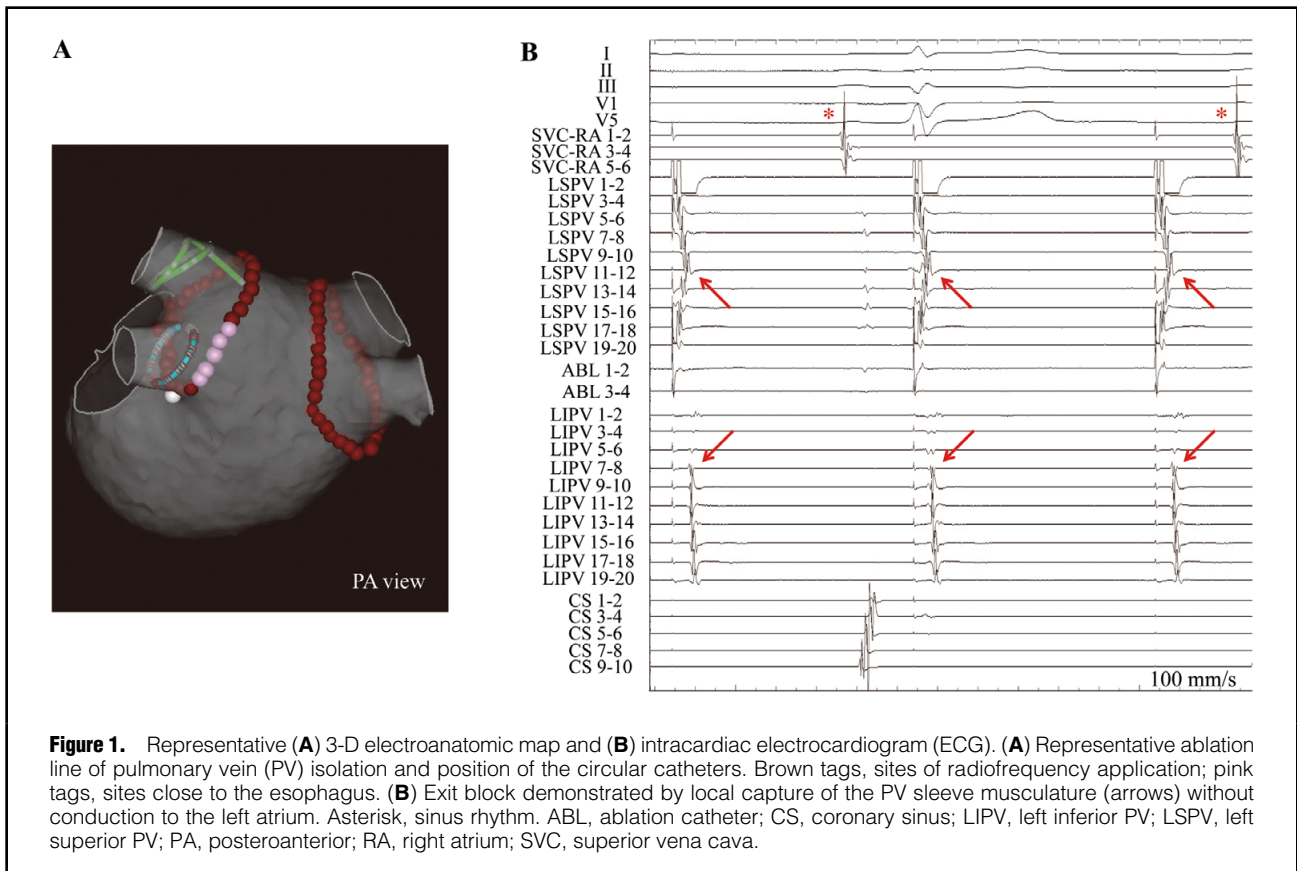 A
PA view
B
I
II
III
V1
V5
SVC-RA 1-2
SVC-RA 3-4
SVC-RA 5-6
LSPV 1-2
LSPV 3-4
LSPV 5-6
LSPV 7-8
LSPV 9-10
LSPV 11-12
LSPV 13-14
LSPV 15-16
LSPV 17-18
LSPV 19-20
ABL 1-2
ABL 3-4
LIPV 1-2
LIPV 3-4
LIPV 5-6
LIPV 7-8
LIPV 9-10
LIPV 11-12
LIPV 13-14
LIPV 15-16
LIPV 17-18
LIPV 19-20
CS 1-2
CS 3-4
CS 5-6
CS 7-8
CS 9-10
* *
100 mm/s
Figure 1. Representative (A) 3-D electroanatomic map and (B) intracardiac electrocardiogram (ECG). (A) Representative ablation
line of pulmonary vein (PV) isolation and position of the circular catheters. Brown tags, sites of radiofrequency application; pink
tags, sites close to the esophagus. (B) Exit block demonstrated by local capture of the PV sleeve musculature (arrows) without
conduction to the left atrium. Asterisk, sinus rhythm. ABL, ablation catheter; CS, coronary sinus; LIPV, left inferior PV; LSPV, left
superior PV; PA, posteroanterior; RA, right atrium; SVC, superior vena cava.